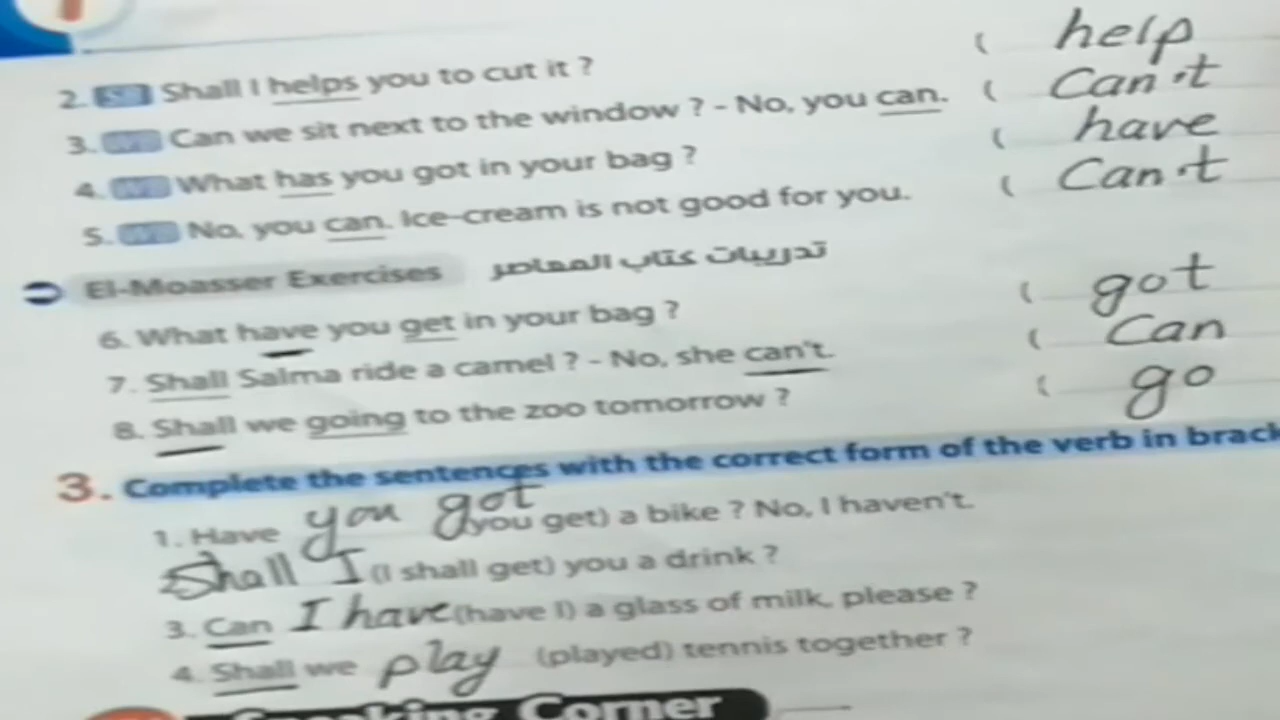 2. Shall I helps you to cut it ? ( help
3. Can we sit next to the window ? - No, you can. ( Can't
4. What has you got in your bag ? ( have
5. No, you can. Ice-cream is not good for you. ( Can't
El-Moasser Exercises تدريبات كتاب المعاصر
6. What have you get in your bag ? ( got
7. Shall Salma ride a camel ? - No, she can't. ( Can
8. Shall we going to the zoo tomorrow ? ( go
3. Complete the sentences with the correct form of the verb in brack
1. Have you got you get) a bike ? No, I haven't.
Shall I (I shall get) you a drink ?
3. Can I have (have I) a glass of milk, please ?
4. Shall we play (played) tennis together ?
Speaking Corner